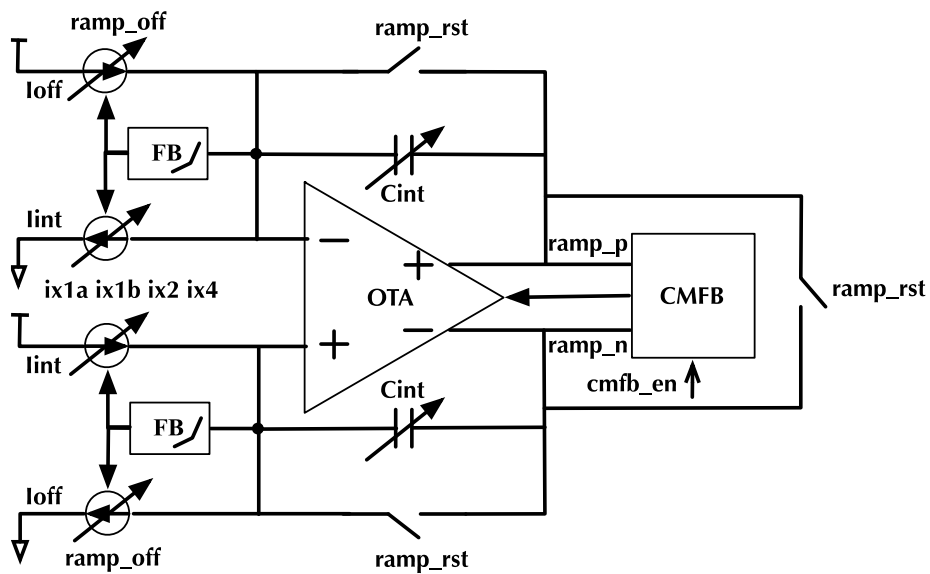 ramp_off
ramp_rst
Ioff
FB
Cint
Iint
−
+
ramp_p
ix1a ix1b ix2 ix4
OTA
CMFB
ramp_rst
−
ramp_n
+
Iint
cmfb_en
Cint
FB
Ioff
ramp_off
ramp_rst